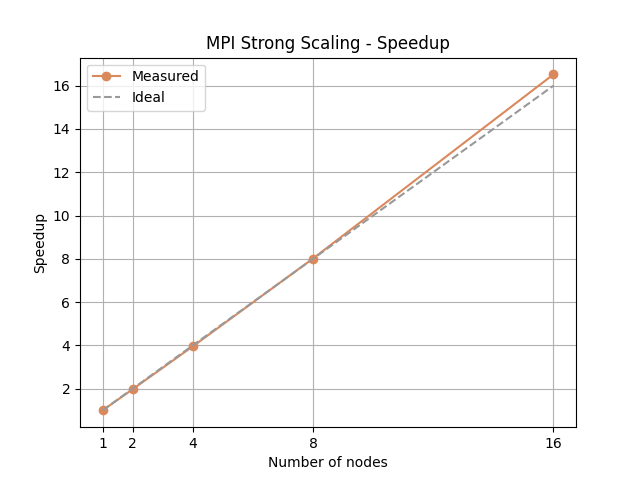 MPI Strong Scaling - Speedup
Measured
Ideal
16
14
12
10
8
6
4
2
Speedup
1 2 4 8 16
Number of nodes